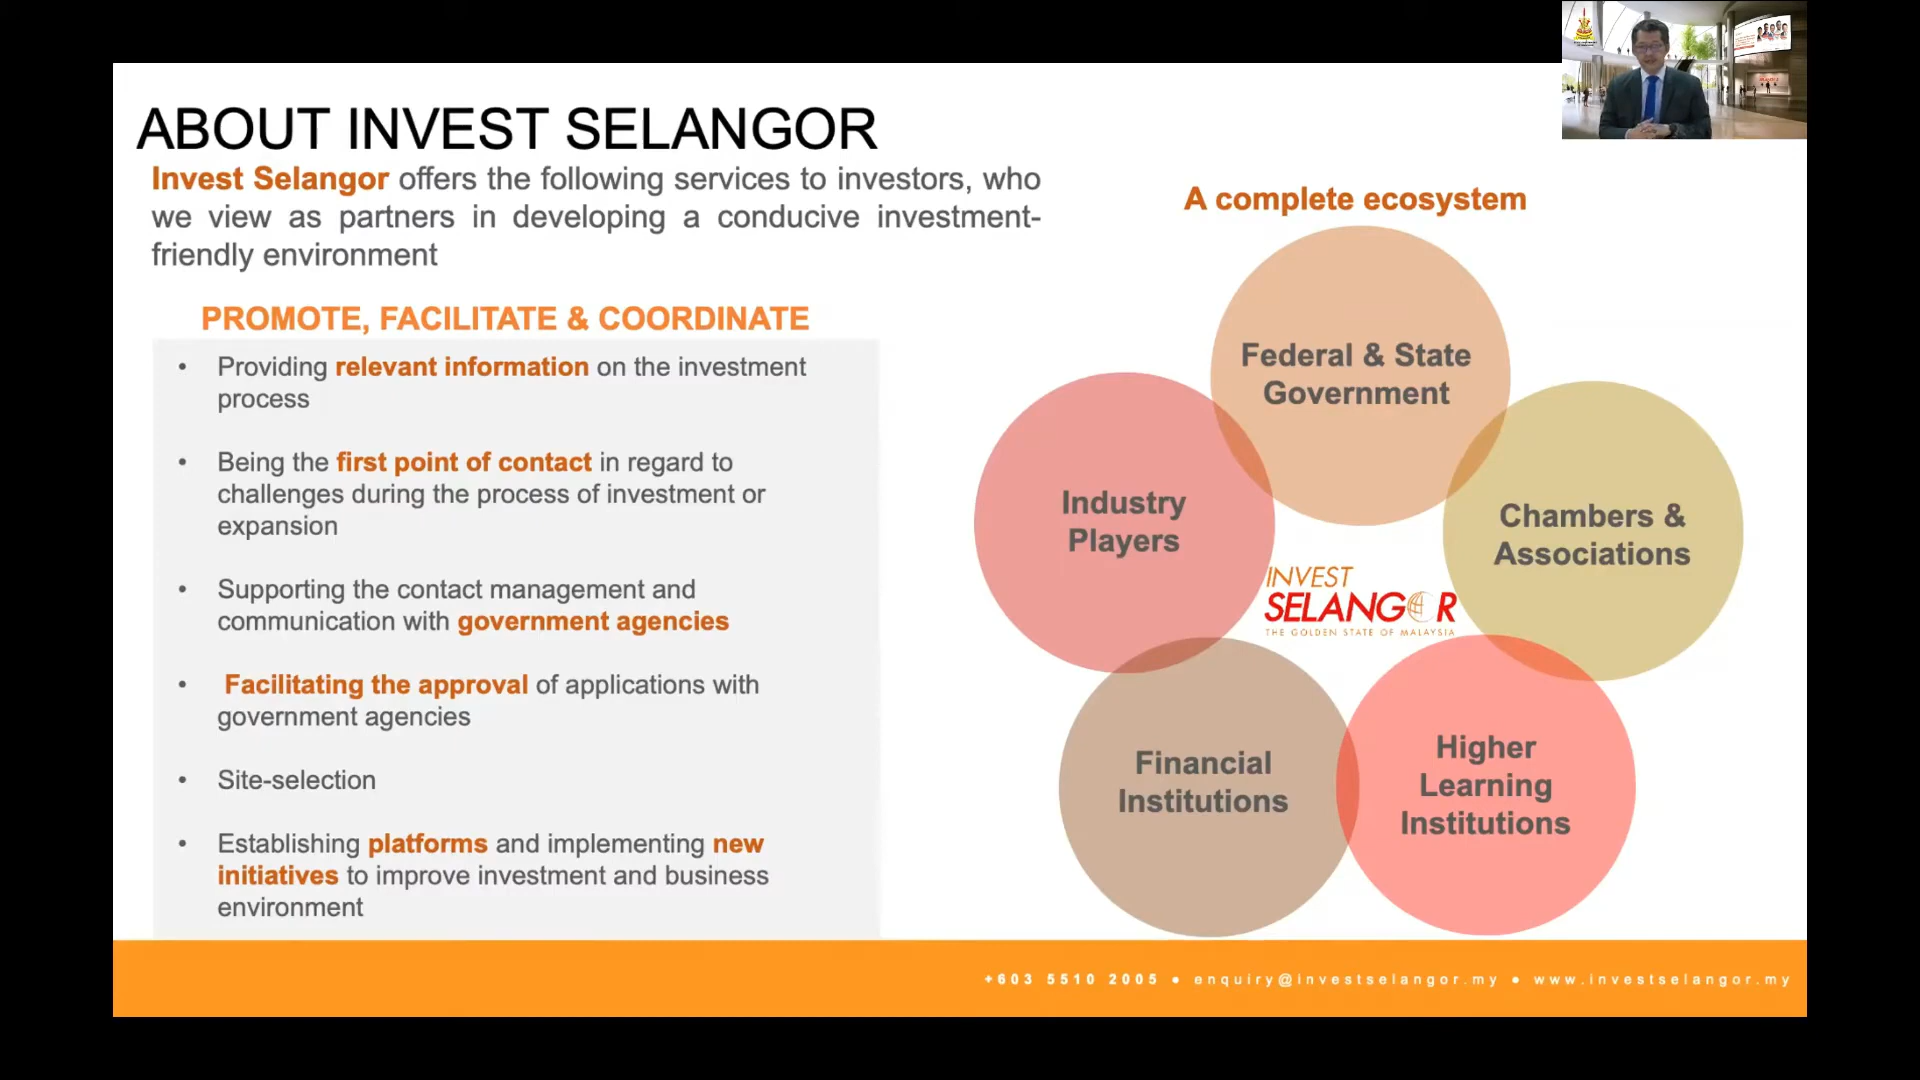 ABOUT INVEST SELANGOR
Invest Selangor offers the following services to investors, who
we view as partners in developing a conducive investment-
friendly environment
PROMOTE, FACILITATE & COORDINATE
• Providing relevant information on the investment
process
• Being the first point of contact in regard to
challenges during the process of investment or
expansion
• Supporting the contact management and
communication with government agencies
• Facilitating the approval of applications with
government agencies
• Site-selection
• Establishing platforms and implementing new
initiatives to improve investment and business
environment
A complete ecosystem
Federal & State
Government
Industry
Players
Chambers &
Associations
INVEST
SELANGOR
THE GOLDEN STATE OF MALAYSIA
Financial
Institutions
Higher
Learning
Institutions
+603 5510 2005 • enquiry@investselangor.my • www.investselangor.my